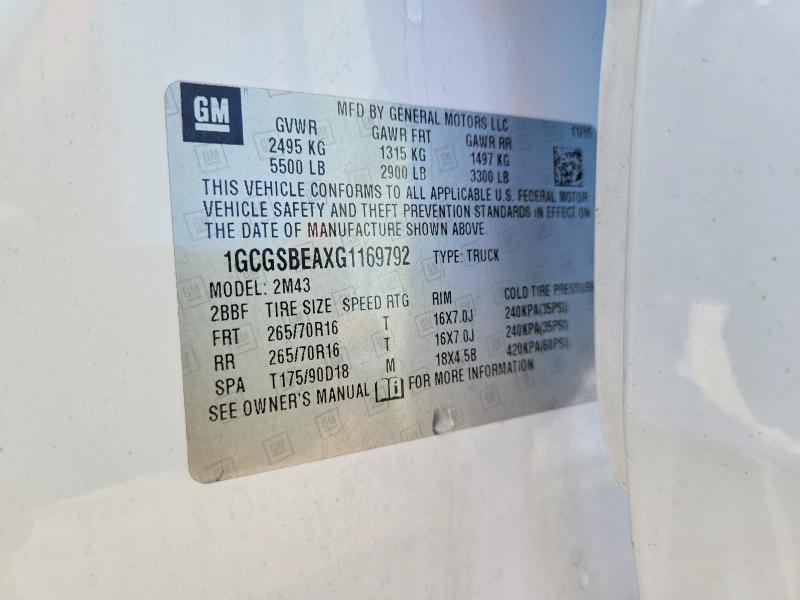 GM
MFD BY GENERAL MOTORS LLC
GVWR GAWR FRT GAWR RR 11/15
2495 KG 1315 KG 1497 KG
5500 LB 2900 LB 3300 LB
THIS VEHICLE CONFORMS TO ALL APPLICABLE U.S. FEDERAL MOTOR
VEHICLE SAFETY AND THEFT PREVENTION STANDARDS IN EFFECT ON
THE DATE OF MANUFACTURE SHOWN ABOVE.
1GCGSBEAXG1169792 TYPE: TRUCK
MODEL: 2M43
2BBF TIRE SIZE SPEED RTG RIM COLD TIRE PRESSURE
FRT 265/70R16 T 16X7.0J 240KPA(35PSI)
RR 265/70R16 T 16X7.0J 240KPA(35PSI)
SPA T175/90D18 M 18X4.5B 420KPA(60PSI)
SEE OWNER'S MANUAL i FOR MORE INFORMATION